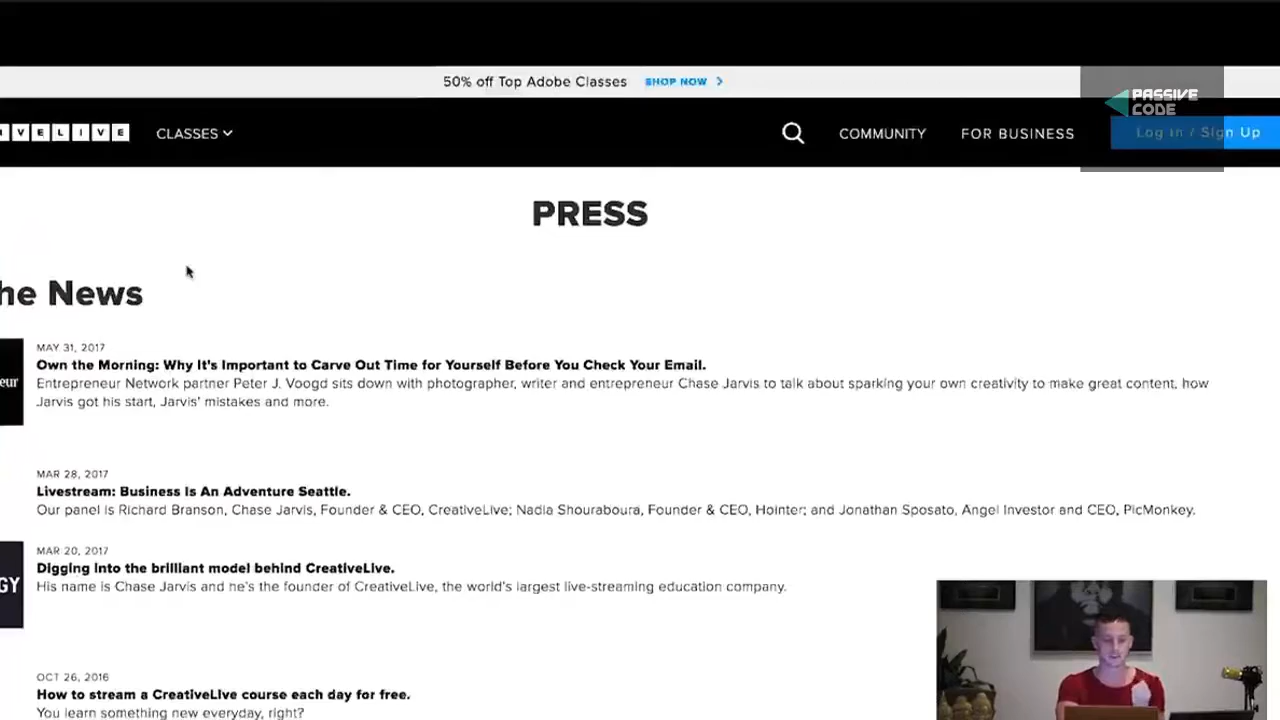 50% off Top Adobe Classes SHOP NOW
PASSIVE
CODE
IVELIVE CLASSES COMMUNITY FOR BUSINESS Log in / Sign Up
PRESS
he News
MAY 31, 2017
Own the Morning: Why It's Important to Carve Out Time for Yourself Before You Check Your Email.
eur
Entrepreneur Network partner Peter J. Voogd sits down with photographer, writer and entrepreneur Chase Jarvis to talk about sparking your own creativity to make great content, how
Jarvis got his start, Jarvis' mistakes and more.
MAR 28, 2017
Livestream: Business Is An Adventure Seattle.
Our panel is Richard Branson, Chase Jarvis, Founder & CEO, CreativeLive; Nadia Shouraboura, Founder & CEO, Hointer; and Jonathan Sposato, Angel Investor and CEO, PicMonkey.
MAR 20, 2017
Digging into the brilliant model behind CreativeLive.
GY
His name is Chase Jarvis and he's the founder of CreativeLive, the world's largest live-streaming education company.
OCT 26, 2016
How to stream a CreativeLive course each day for free.
You learn something new everyday, right?